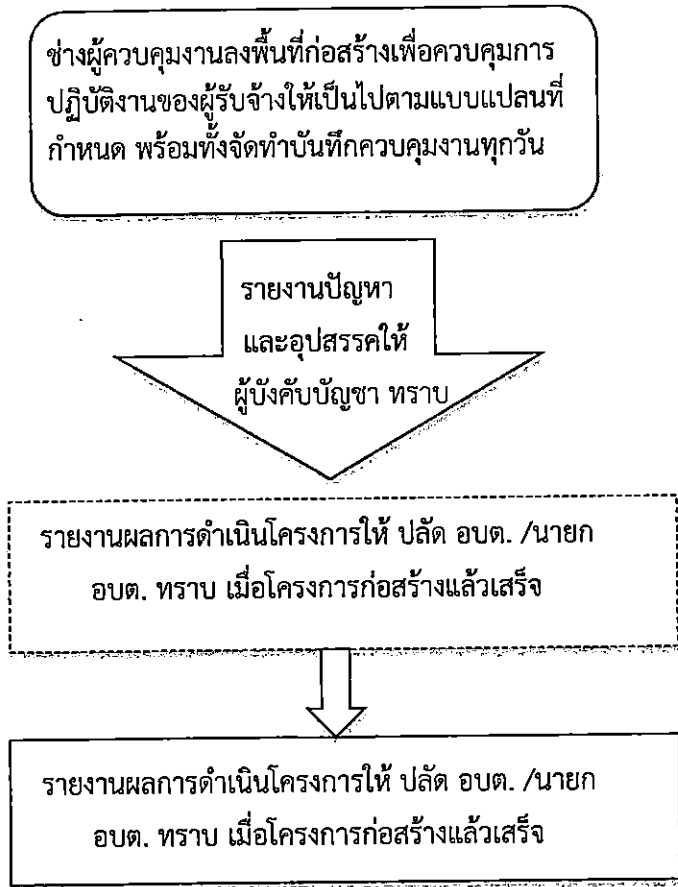 ช่างผู้ควบคุมงานลงพื้นที่ก่อสร้างเพื่อควบคุมการ
ปฏิบัติงานของผู้รับจ้างให้เป็นไปตามแบบแปลนที่
กำหนด พร้อมทั้งจัดทำบันทึกควบคุมงานทุกวัน
รายงานปัญหา
และอุปสรรคให้
ผู้บังคับบัญชา ทราบ
รายงานผลการดำเนินโครงการให้ ปลัด อบต. /นายก
อบต. ทราบ เมื่อโครงการก่อสร้างแล้วเสร็จ
รายงานผลการดำเนินโครงการให้ ปลัด อบต. /นายก
อบต. ทราบ เมื่อโครงการก่อสร้างแล้วเสร็จ